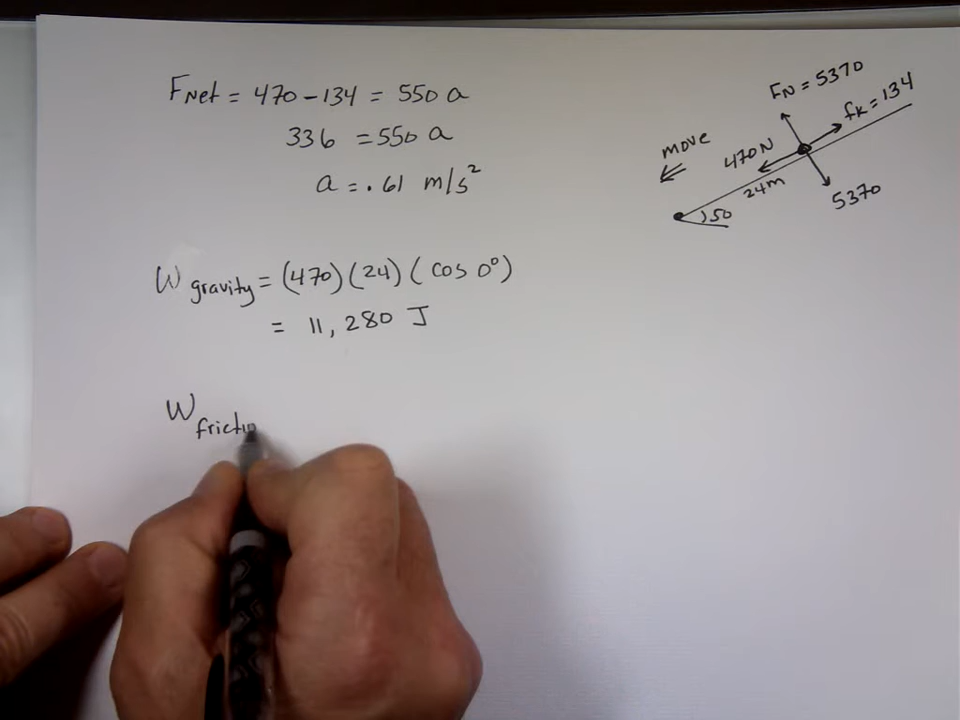 FNet = 470 - 134 = 550 a
336 = 550 a
a = .61 m/s²
W gravity = (470)(24)(cos 0°)
= 11,280 J
W frictio
FN = 5370
fk = 134
move
470N
24m
5370
)50